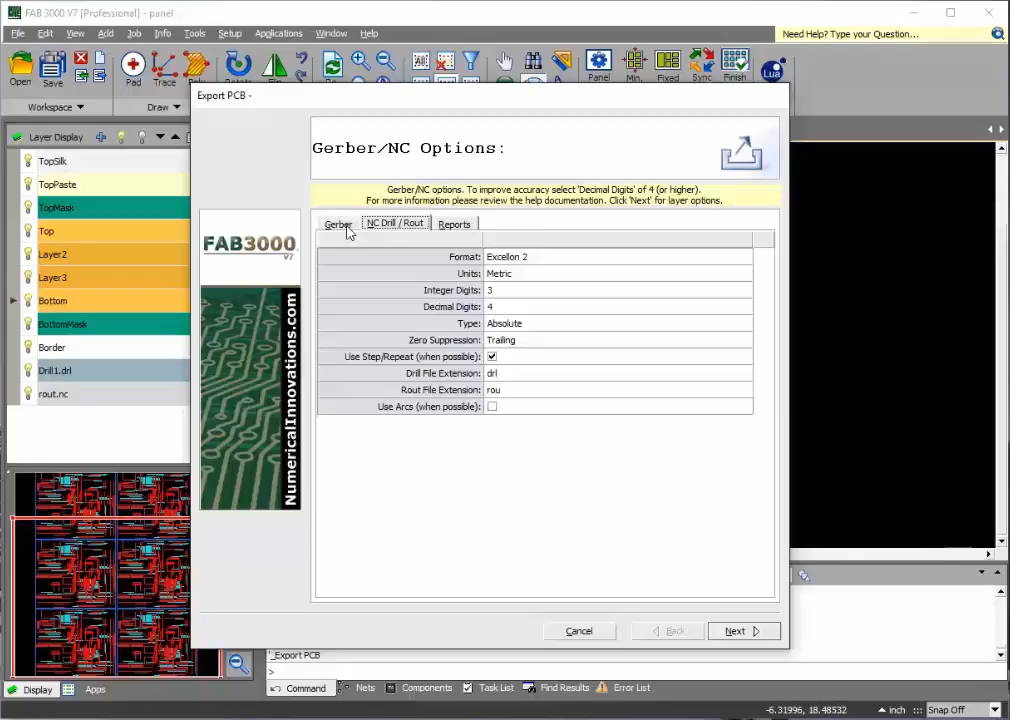 FAB 3000 V7 [Professional] - panel
File Edit View Add Job Info Tools Setup Applications Window Help
Need Help? Type your Question...
Open Save Pad Trace Rotate Flip All Panel Min. Fixed Sync Finish Lua
Workspace Draw
Export PCB -
Gerber/NC Options:
Gerber/NC options. To improve accuracy select 'Decimal Digits' of 4 (or higher).
For more information please review the help documentation. Click 'Next' for layer options.
Layer Display
TopSilk
TopPaste
TopMask
Top
Layer2
Layer3
Bottom
BottomMask
Border
Drill1.drl
rout.nc
FAB3000
V7
NumericalInnovations.com
Gerber NC Drill / Rout Reports
Format: Excellon 2
Units: Metric
Integer Digits: 3
Decimal Digits: 4
Type: Absolute
Zero Suppression: Trailing
Use Step/Repeat (when possible):
Drill File Extension: drl
Rout File Extension: rou
Use Arcs (when possible):
Cancel Back Next
'_Export PCB
>
Display Apps
Command Nets Components Task List Find Results Error List
-6.31996, 18.48532 inch Snap Off